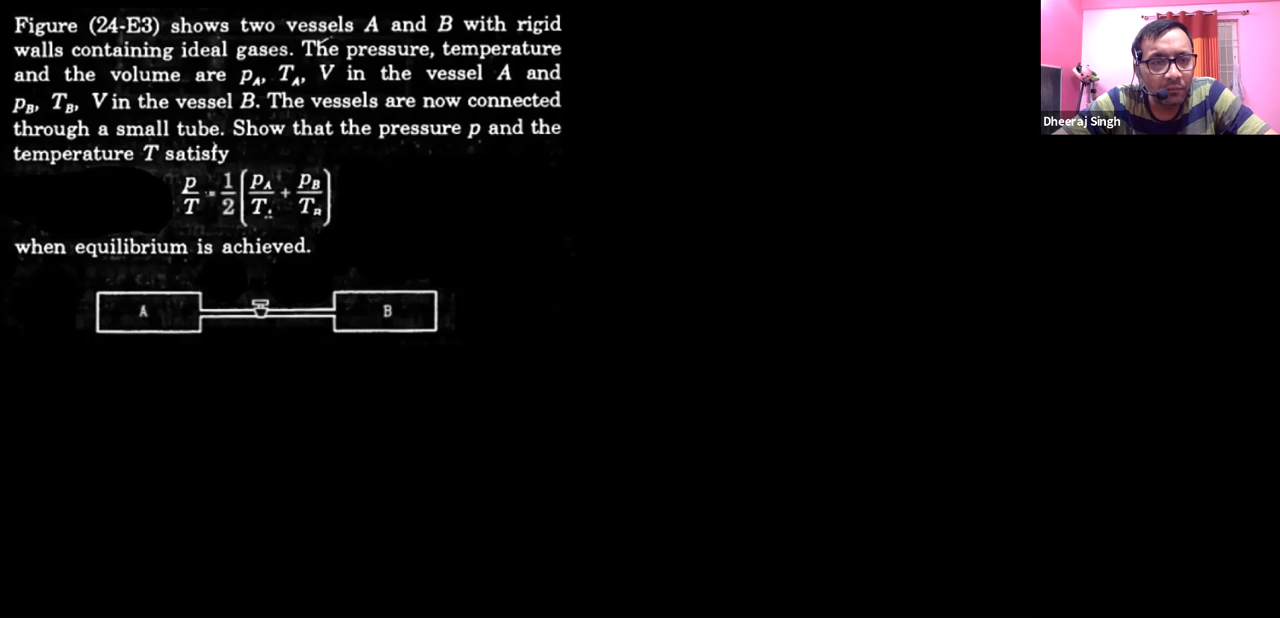 Figure (24-E3) shows two vessels A and B with rigid
walls containing ideal gases. The pressure, temperature
and the volume are p_A, T_A, V in the vessel A and
p_B, T_B, V in the vessel B. The vessels are now connected
through a small tube. Show that the pressure p and the
temperature T satisfy
p/T = 1/2 (p_A/T_A + p_B/T_B)
when equilibrium is achieved.
A B
Dheeraj Singh